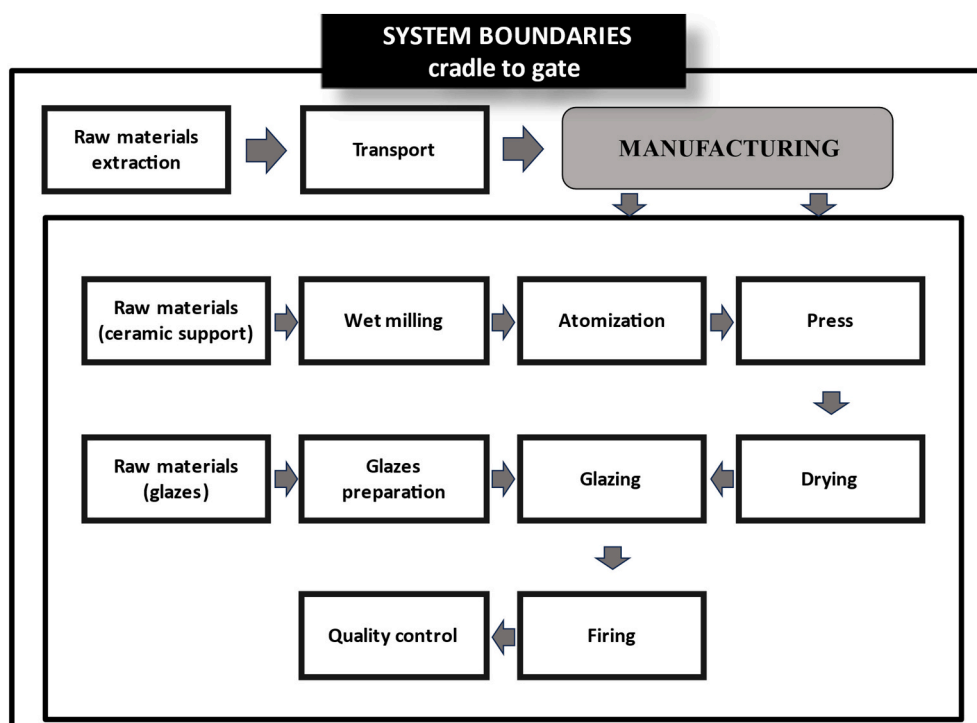 SYSTEM BOUNDARIES
cradle to gate
Raw materials
extraction
Transport
MANUFACTURING
Raw materials
(ceramic support)
Wet milling
Atomization
Press
Raw materials
(glazes)
Glazes
preparation
Glazing
Drying
Quality control
Firing